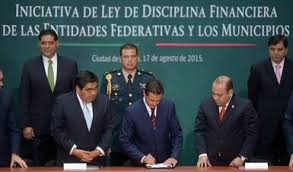 INICIATIVA DE LEY DE DISCIPLINA FINANCIERA
DE LAS ENTIDADES FEDERATIVAS Y LOS MUNICIPIOS
Ciudad de 17 de agosto de 2015.